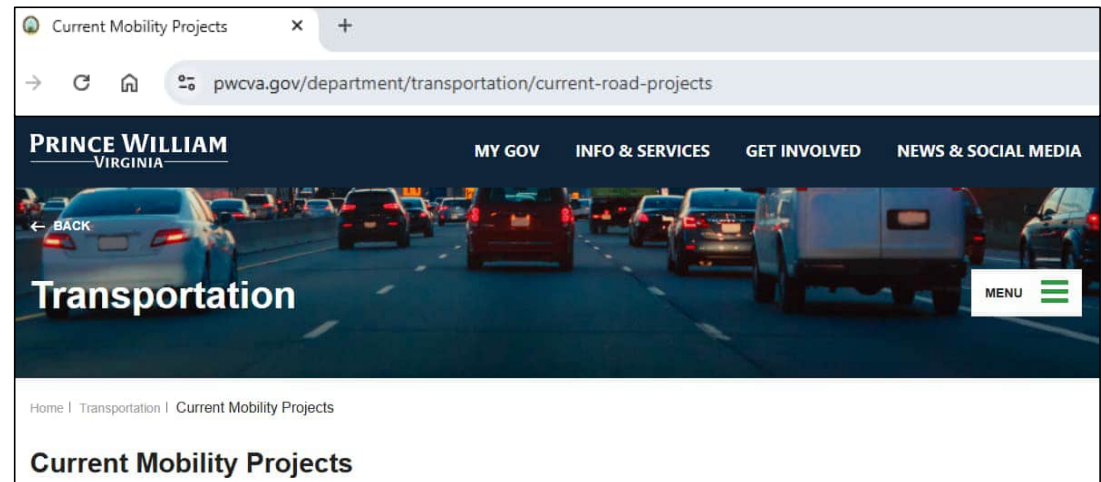 Current Mobility Projects
pwcva.gov/department/transportation/current-road-projects
PRINCE WILLIAM
VIRGINIA
MY GOV INFO & SERVICES GET INVOLVED NEWS & SOCIAL MEDIA
← BACK
Transportation
MENU
Home | Transportation | Current Mobility Projects
Current Mobility Projects